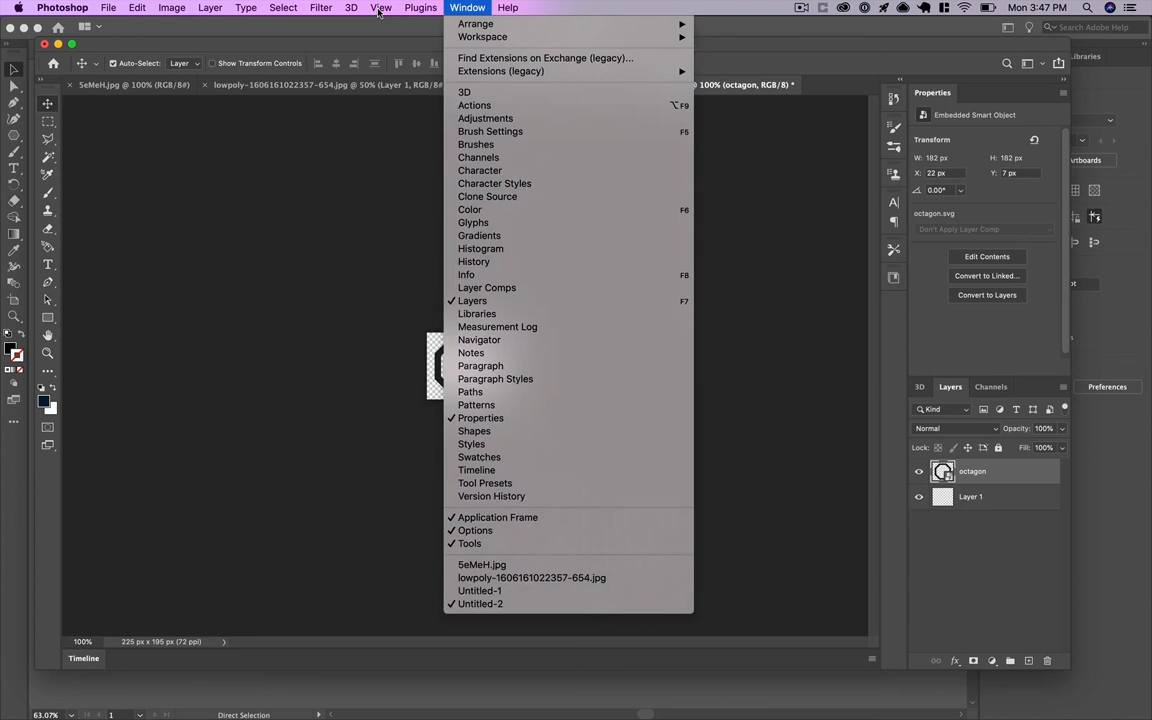 Photoshop File Edit Image Layer Type Select Filter 3D View Plugins Window Help Mon 3:47 PM
Search Adobe Help
Auto-Select: Layer Show Transform Controls
5eMeH.jpg @ 100% (RGB/8#) lowpoly-1606161022357-654.jpg @ 50% (Layer 1, RGB/8# @ 100% (octagon, RGB/8) *
Arrange
Workspace
Find Extensions on Exchange (legacy)...
Extensions (legacy)
3D
Actions ⌥F9
Adjustments
Brush Settings F5
Brushes
Channels
Character
Character Styles
Clone Source
Color F6
Glyphs
Gradients
Histogram
History
Info F8
Layer Comps
Layers F7
Libraries
Measurement Log
Navigator
Notes
Paragraph
Paragraph Styles
Paths
Patterns
Properties
Shapes
Styles
Swatches
Timeline
Tool Presets
Version History
Application Frame
Options
Tools
5eMeH.jpg
lowpoly-1606161022357-654.jpg
Untitled-1
Untitled-2
Properties
Embedded Smart Object
Transform
W: 182 px H: 182 px
X: 22 px Y: 7 px
0.00°
octagon.svg
Don't Apply Layer Comp
Edit Contents
Convert to Linked...
Convert to Layers
3D Layers Channels
Kind
Normal Opacity: 100%
Lock: Fill: 100%
octagon
Layer 1
Libraries
Artboards
Preferences
100% 225 px x 195 px (72 ppi)
Timeline
63.07% 1 Direct Selection